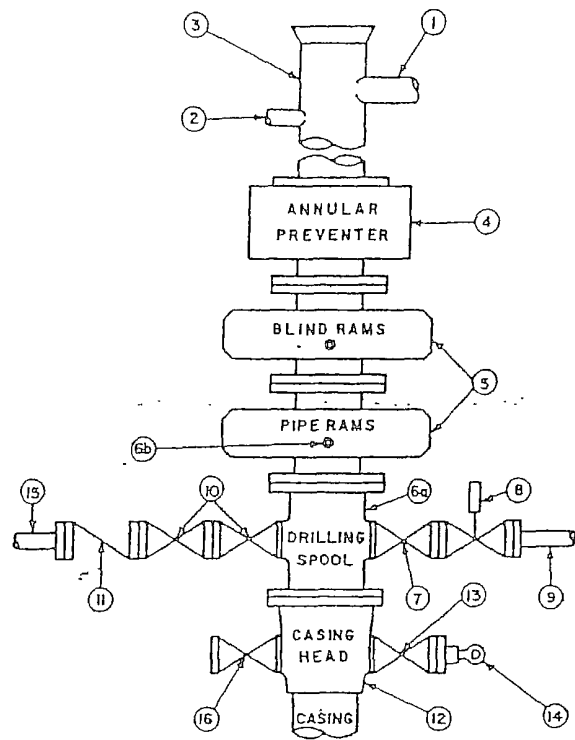 3
1
2
ANNULAR
PREVENTER
4
BLIND RAMS
5
PIPE RAMS
6b
6a
8
15
10
DRILLING
SPOOL
11
7
9
13
CASING
HEAD
16
12
14
CASING